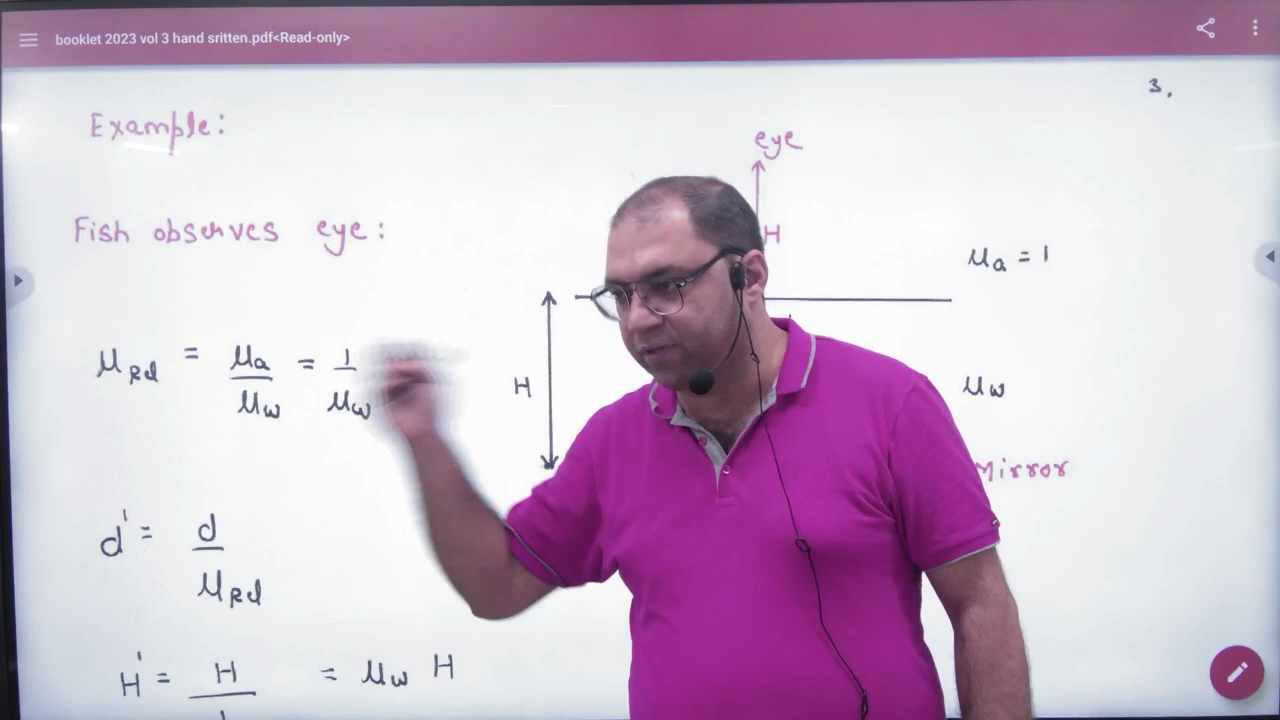 booklet 2023 vol 3 hand sritten.pdf<Read-only>
3.
Example:
eye
Fish observes eye:
H
μa = 1
μRel = μa / μw = 1 / μw
H
μw
Mirror
d' = d / μRel
H' = H / 1 = μw H